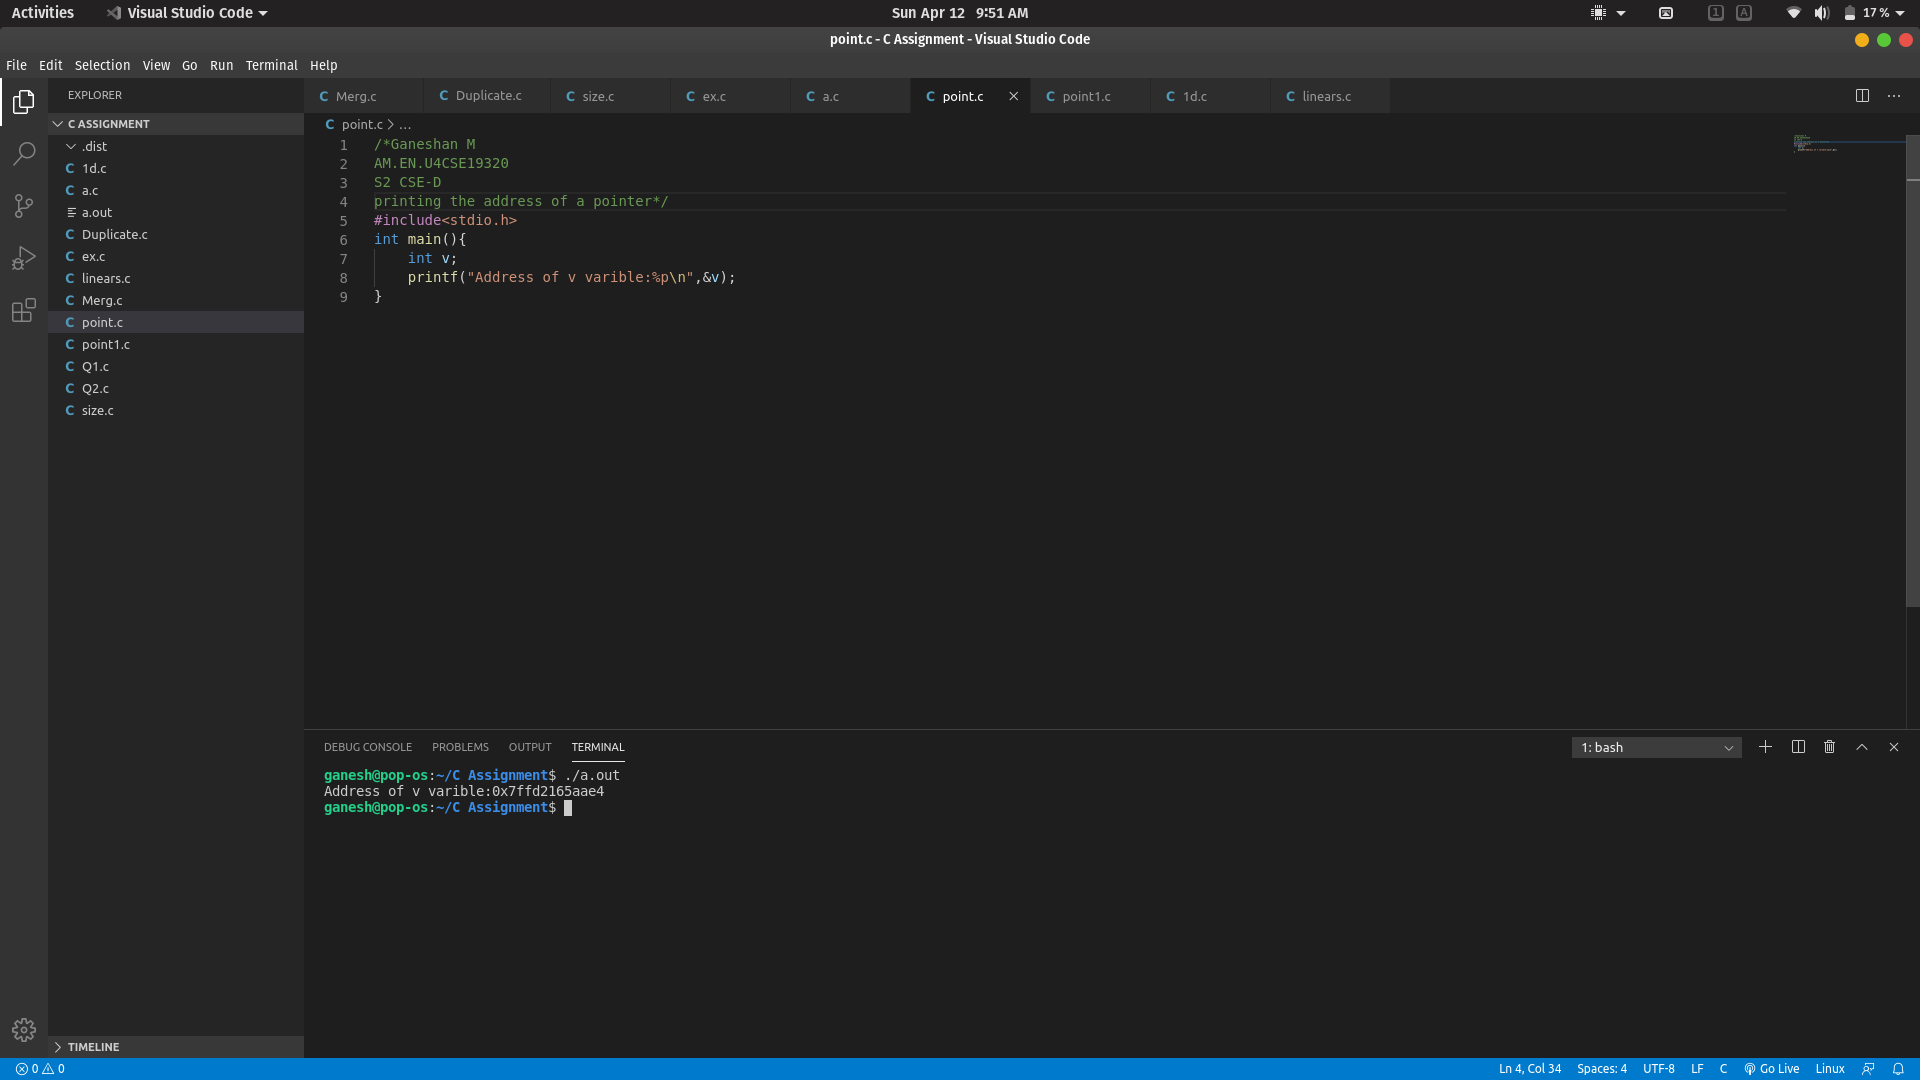 Activities Visual Studio Code Sun Apr 12 9:51 AM 1 A 17 %
point.c - C Assignment - Visual Studio Code
File Edit Selection View Go Run Terminal Help
EXPLORER
C ASSIGNMENT
.dist
C 1d.c
C a.c
a.out
C Duplicate.c
C ex.c
C linears.c
C Merg.c
C point.c
C point1.c
C Q1.c
C Q2.c
C size.c
TIMELINE
C Merg.c C Duplicate.c C size.c C ex.c C a.c C point.c C point1.c C 1d.c C linears.c
C point.c > ...
1 /*Ganeshan M
2 AM.EN.U4CSE19320
3 S2 CSE-D
4 printing the address of a pointer*/
5 #include<stdio.h>
6 int main(){
7 int v;
8 printf("Address of v varible:%p\n",&v);
9 }
DEBUG CONSOLE PROBLEMS OUTPUT TERMINAL 1: bash
ganesh@pop-os:~/C Assignment$ ./a.out
Address of v varible:0x7ffd2165aae4
ganesh@pop-os:~/C Assignment$
0 0 Ln 4, Col 34 Spaces: 4 UTF-8 LF C Go Live Linux